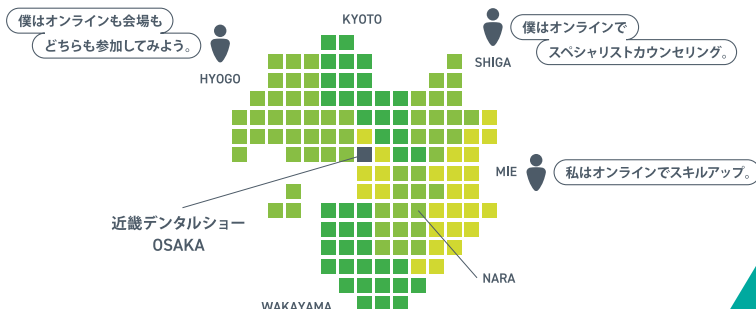 僕はオンラインも会場も
どちらも参加してみよう。
KYOTO
僕はオンラインで
スペシャリストカウンセリング。
HYOGO
SHIGA
MIE
私はオンラインでスキルアップ。
近畿デンタルショー
OSAKA
NARA
WAKAYAMA